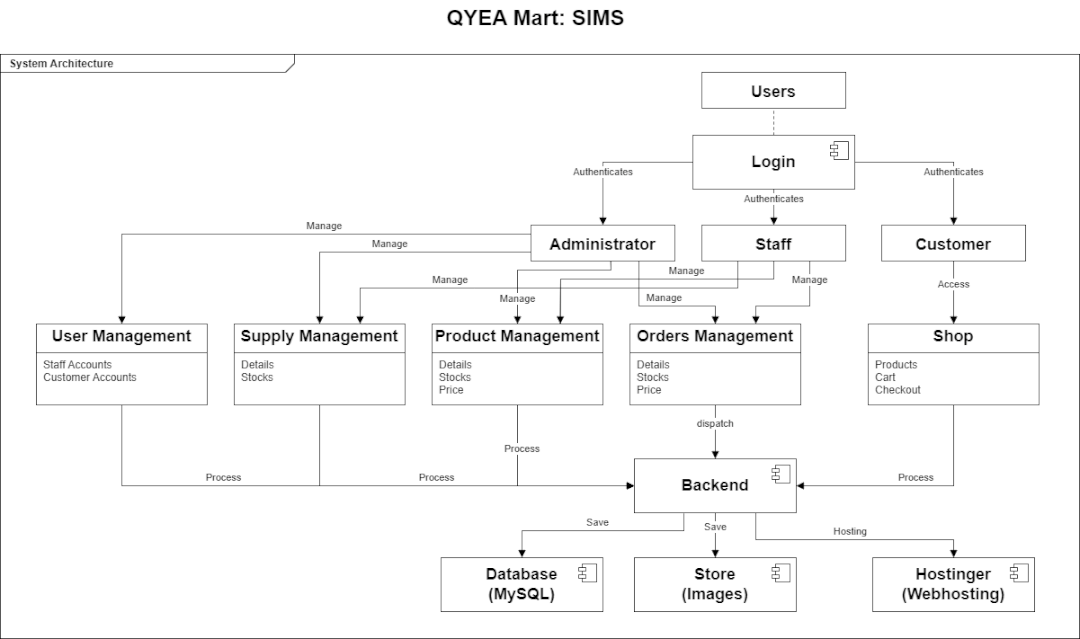 QYEA Mart: SIMS
System Architecture
Users
Login
Authenticates
Authenticates
Authenticates
Administrator
Staff
Customer
Manage
Manage
Manage
Manage
Manage
Manage
Manage
Access
User Management
Staff Accounts
Customer Accounts
Supply Management
Details
Stocks
Product Management
Details
Stocks
Price
Orders Management
Details
Stocks
Price
Shop
Products
Cart
Checkout
dispatch
Process
Process
Process
Process
Backend
Save
Save
Hosting
Database
(MySQL)
Store
(Images)
Hostinger
(Webhosting)